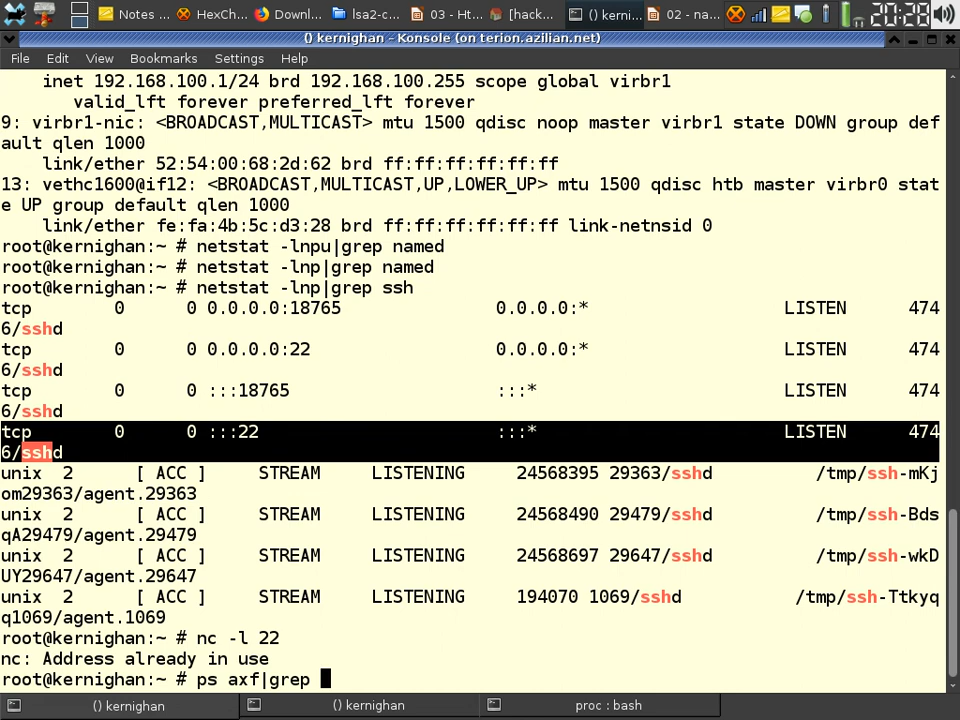 Notes ...
HexCh...
Downl...
lsa2-c...
03 - Ht...
[hack...
() kerni...
02 - na...
20:28
() kernighan - Konsole (on terion.azilian.net)
File Edit View Bookmarks Settings Help
inet 192.168.100.1/24 brd 192.168.100.255 scope global virbr1
valid_lft forever preferred_lft forever
9: virbr1-nic: <BROADCAST,MULTICAST> mtu 1500 qdisc noop master virbr1 state DOWN group def
ault qlen 1000
link/ether 52:54:00:68:2d:62 brd ff:ff:ff:ff:ff:ff
13: vethc1600@if12: <BROADCAST,MULTICAST,UP,LOWER_UP> mtu 1500 qdisc htb master virbr0 stat
e UP group default qlen 1000
link/ether fe:fa:4b:5c:d3:28 brd ff:ff:ff:ff:ff:ff link-netnsid 0
root@kernighan:~ # netstat -lnpu|grep named
root@kernighan:~ # netstat -lnp|grep named
root@kernighan:~ # netstat -lnp|grep ssh
tcp 0 0 0.0.0.0:18765 0.0.0.0:* LISTEN 474
6/sshd
tcp 0 0 0.0.0.0:22 0.0.0.0:* LISTEN 474
6/sshd
tcp 0 0 :::18765 :::* LISTEN 474
6/sshd
tcp 0 0 :::22 :::* LISTEN 474
6/sshd
unix 2 [ ACC ] STREAM LISTENING 24568395 29363/sshd /tmp/ssh-mKj
om29363/agent.29363
unix 2 [ ACC ] STREAM LISTENING 24568490 29479/sshd /tmp/ssh-Bds
qA29479/agent.29479
unix 2 [ ACC ] STREAM LISTENING 24568697 29647/sshd /tmp/ssh-wkD
UY29647/agent.29647
unix 2 [ ACC ] STREAM LISTENING 194070 1069/sshd /tmp/ssh-Ttkyq
q1069/agent.1069
root@kernighan:~ # nc -l 22
nc: Address already in use
root@kernighan:~ # ps axf|grep
() kernighan
() kernighan
proc : bash